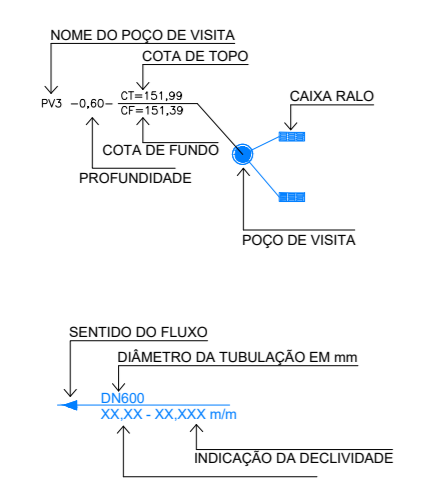 NOME DO POÇO DE VISITA
COTA DE TOPO
CAIXA RALO
PV3 -0,60- CT=151,99
CF=151,39
COTA DE FUNDO
PROFUNDIDADE
POÇO DE VISITA
SENTIDO DO FLUXO
DIÂMETRO DA TUBULAÇÃO EM mm
DN600
XX,XX - XX,XXX m/m
INDICAÇÃO DA DECLIVIDADE